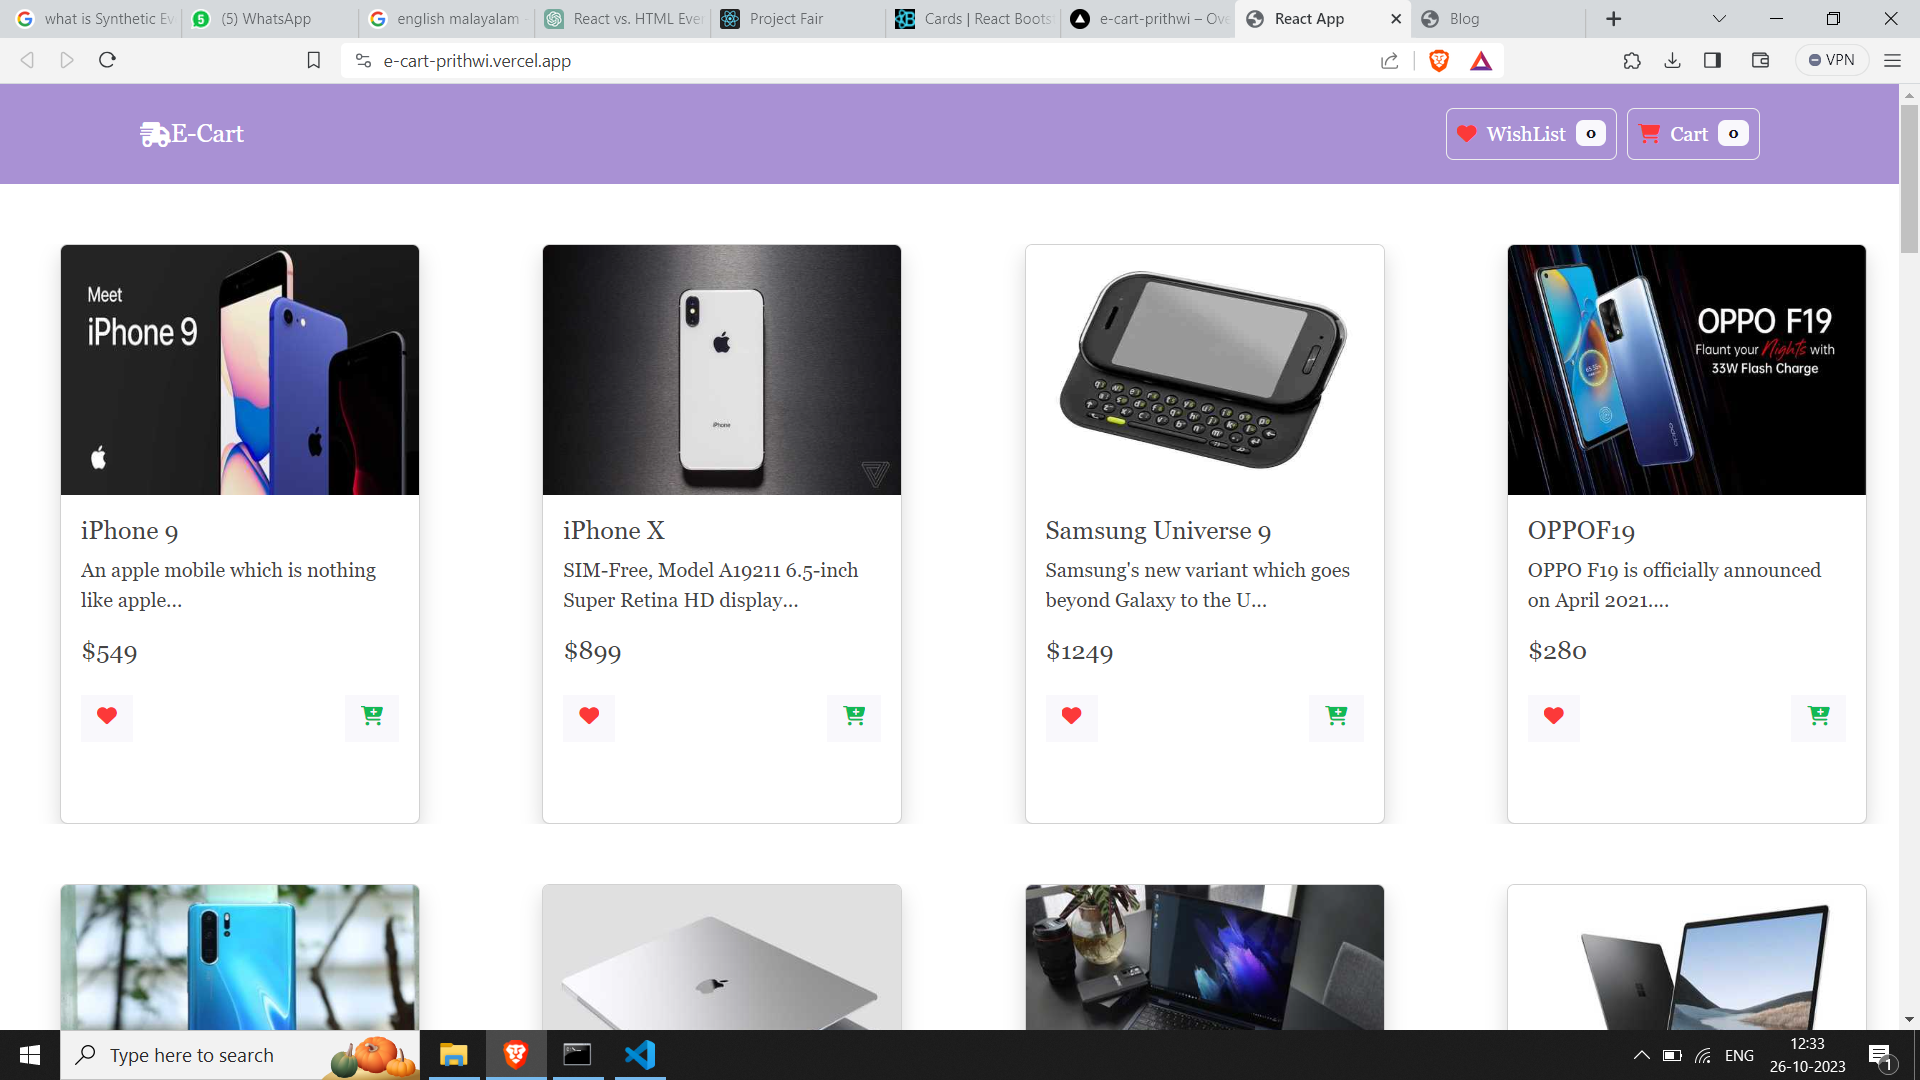 what is Synthetic Ev
(5) WhatsApp
english malayalam -
React vs. HTML Ever
Project Fair
Cards | React Bootst
e-cart-prithwi – Ove
React App
Blog
e-cart-prithwi.vercel.app
VPN
E-Cart
WishList 0
Cart 0
Meet
iPhone 9
iPhone
OPPO F19
Flaunt your Nights with
33W Flash Charge
iPhone 9
An apple mobile which is nothing
like apple...
$549
iPhone X
SIM-Free, Model A19211 6.5-inch
Super Retina HD display...
$899
Samsung Universe 9
Samsung's new variant which goes
beyond Galaxy to the U...
$1249
OPPOF19
OPPO F19 is officially announced
on April 2021....
$280
Type here to search
ENG
12:33
26-10-2023
1